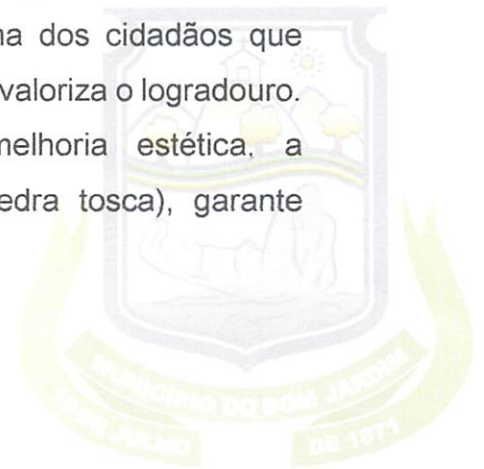 na dos cidadãos que
valoriza o logradouro.
melhoria estética, a
edra tosca), garante
MUNICÍPIO DO BOM JARDIM
19 DE JULHO DE 1871